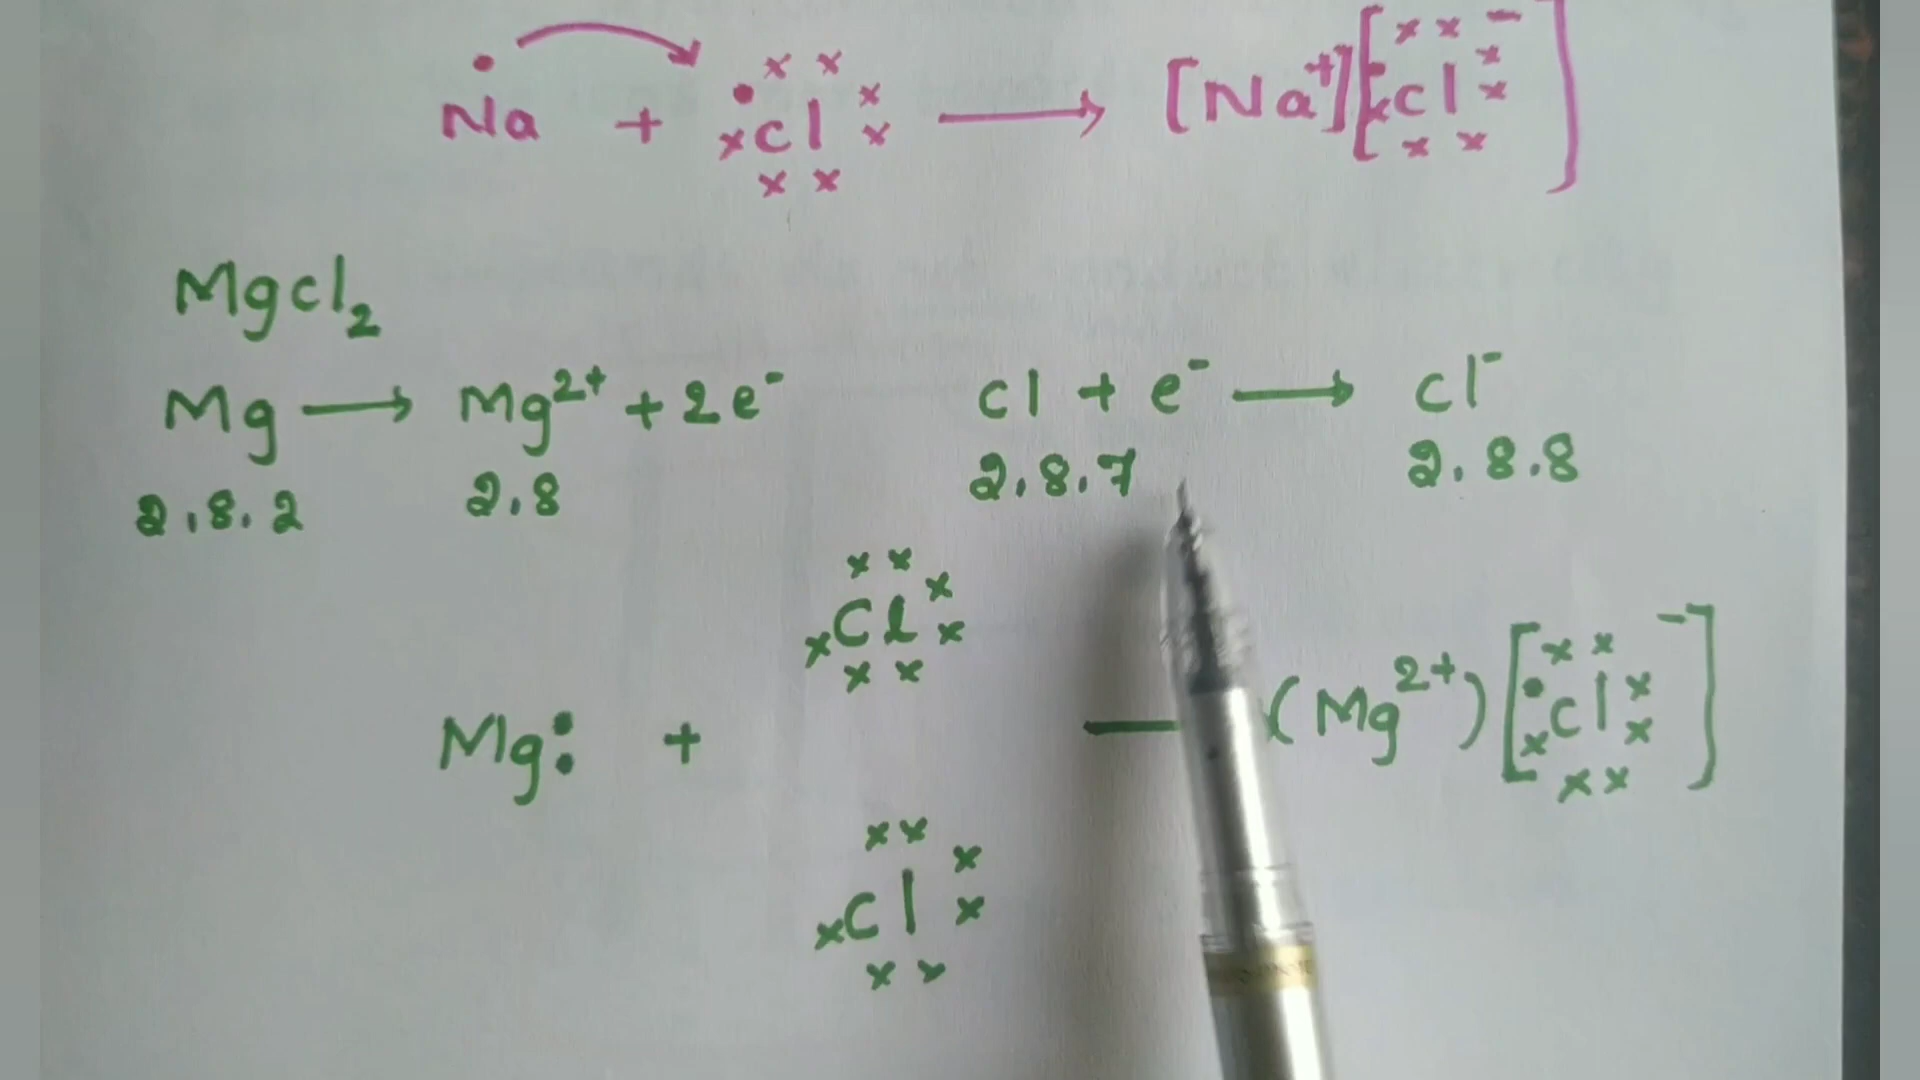 Na + Cl ⟶ [Na⁺][Cl⁻]
MgCl₂
Mg ⟶ Mg²⁺ + 2e⁻ Cl + e⁻ ⟶ Cl⁻
2,8.2 2,8 2,8.7 2.8.8
××
×Cl××
××
Mg: + — (Mg²⁺)[Cl⁻]
××
×Cl××
××